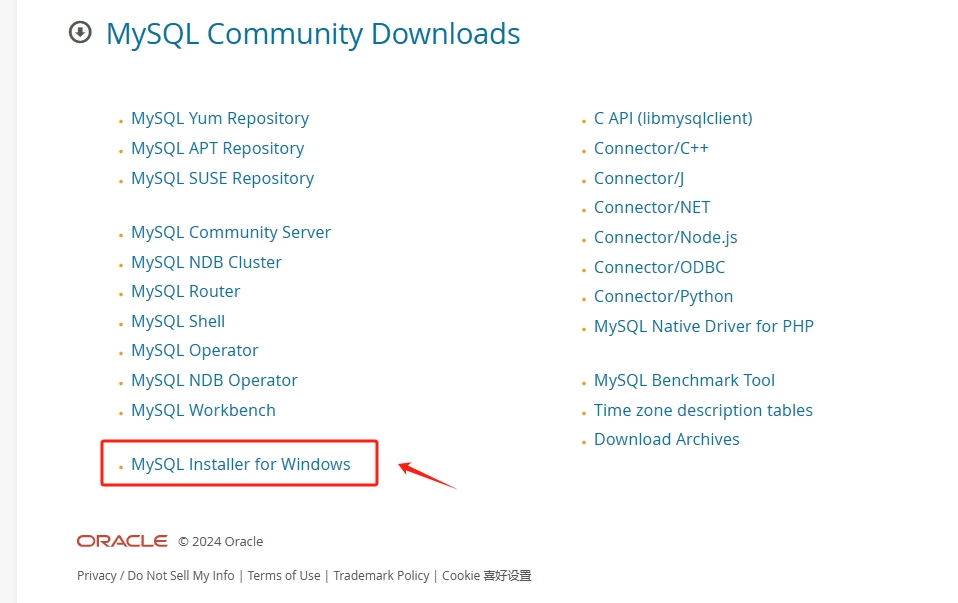 MySQL Community Downloads
MySQL Yum Repository
MySQL APT Repository
MySQL SUSE Repository
MySQL Community Server
MySQL NDB Cluster
MySQL Router
MySQL Shell
MySQL Operator
MySQL NDB Operator
MySQL Workbench
MySQL Installer for Windows
C API (libmysqlclient)
Connector/C++
Connector/J
Connector/NET
Connector/Node.js
Connector/ODBC
Connector/Python
MySQL Native Driver for PHP
MySQL Benchmark Tool
Time zone description tables
Download Archives
ORACLE © 2024 Oracle
Privacy / Do Not Sell My Info | Terms of Use | Trademark Policy | Cookie 喜好设置